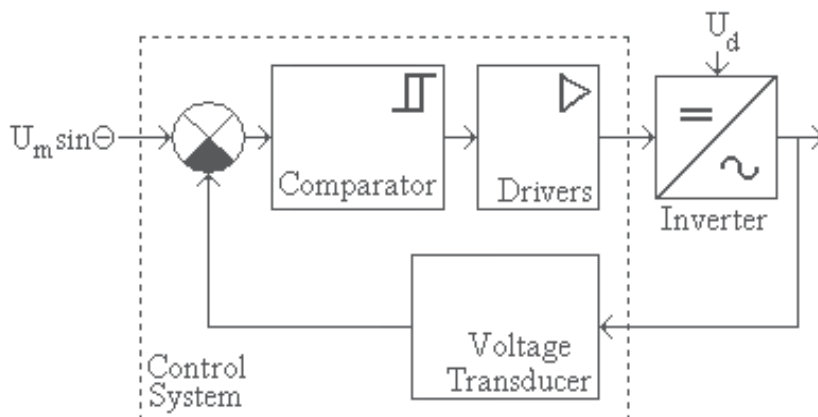 U_d
U_m sinΘ
Comparator
Drivers
Inverter
Voltage
Transducer
Control
System